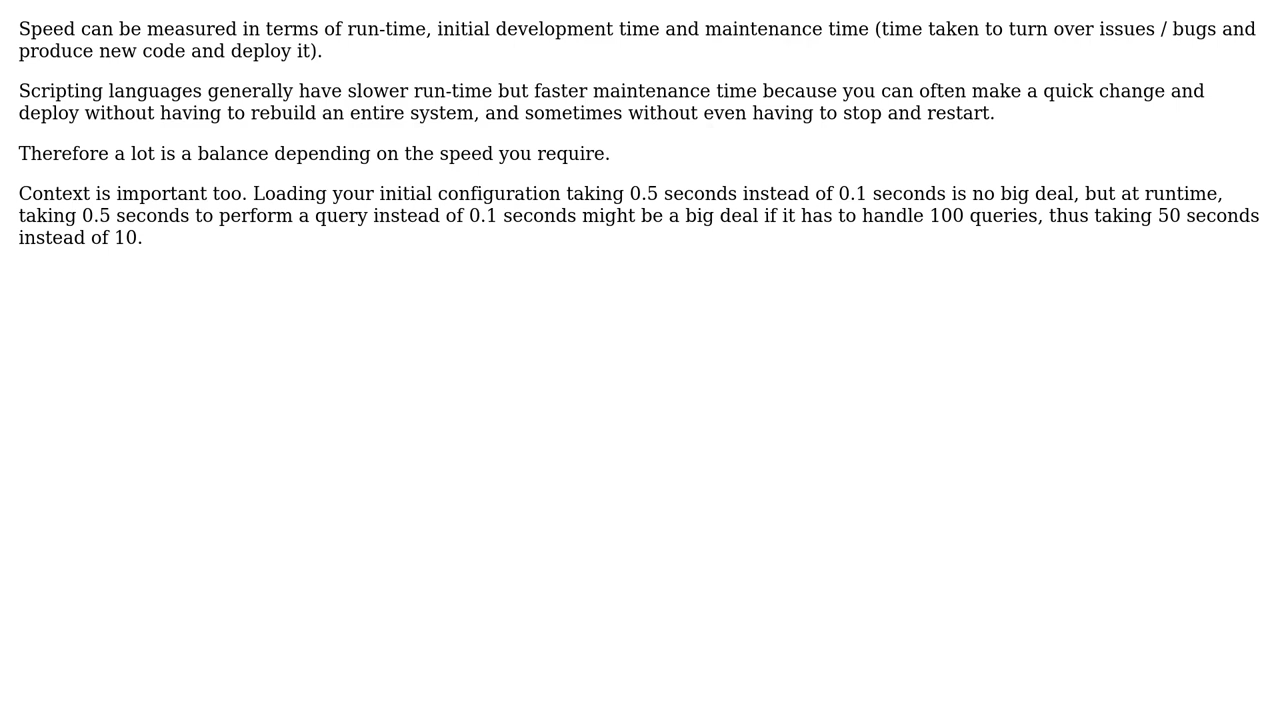 Speed can be measured in terms of run-time, initial development time and maintenance time (time taken to turn over issues / bugs and
produce new code and deploy it).
Scripting languages generally have slower run-time but faster maintenance time because you can often make a quick change and
deploy without having to rebuild an entire system, and sometimes without even having to stop and restart.
Therefore a lot is a balance depending on the speed you require.
Context is important too. Loading your initial configuration taking 0.5 seconds instead of 0.1 seconds is no big deal, but at runtime,
taking 0.5 seconds to perform a query instead of 0.1 seconds might be a big deal if it has to handle 100 queries, thus taking 50 seconds
instead of 10.